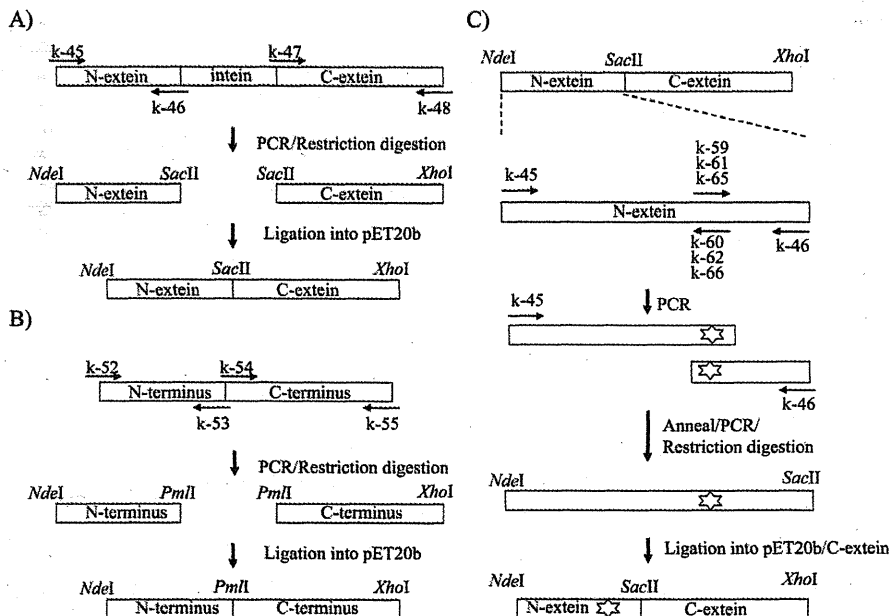 A)
k-45
k-47
N-extein intein C-extein
k-46
k-48
PCR/Restriction digestion
NdeI SacII SacII XhoI
N-extein C-extein
Ligation into pET20b
NdeI SacII XhoI
N-extein C-extein
B)
k-52 k-54
N-terminus C-terminus
k-53 k-55
PCR/Restriction digestion
NdeI PmlI PmlI XhoI
N-terminus C-terminus
Ligation into pET20b
NdeI PmlI XhoI
N-terminus C-terminus
C)
NdeI SacII XhoI
N-extein C-extein
k-59
k-61
k-45 k-65
N-extein
k-60 k-46
k-62
k-66
k-45 PCR
k-46
Anneal/PCR/
Restriction digestion
NdeI SacII
Ligation into pET20b/C-extein
NdeI SacII XhoI
N-extein C-extein